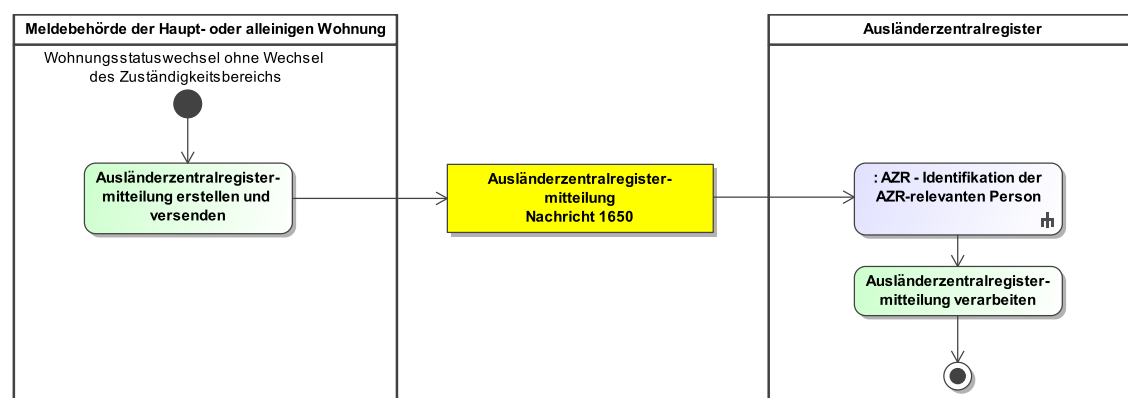 Meldebehörde der Haupt- oder alleinigen Wohnung
Wohnungsstatuswechsel ohne Wechsel
des Zuständigkeitsbereichs
Ausländerzentralregister-
mitteilung erstellen und
versenden
Ausländerzentralregister-
mitteilung
Nachricht 1650
Ausländerzentralregister
: AZR - Identifikation der
AZR-relevanten Person
Ausländerzentralregister-
mitteilung verarbeiten